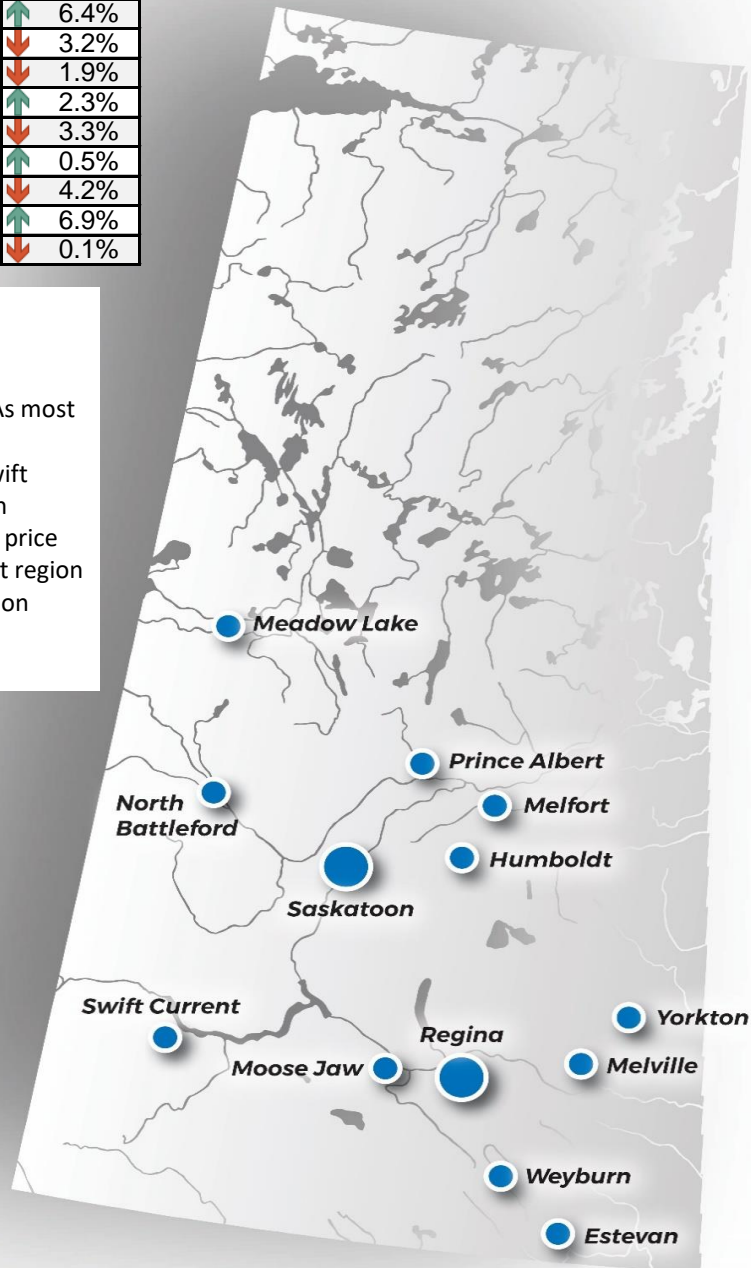 6.4%
3.2%
1.9%
2.3%
3.3%
0.5%
4.2%
6.9%
0.1%
As most
price
t region
on
Meadow Lake
Prince Albert
North
Battleford
Melfort
Humboldt
Saskatoon
Swift Current
Regina
Yorkton
Moose Jaw
Melville
Weyburn
Estevan